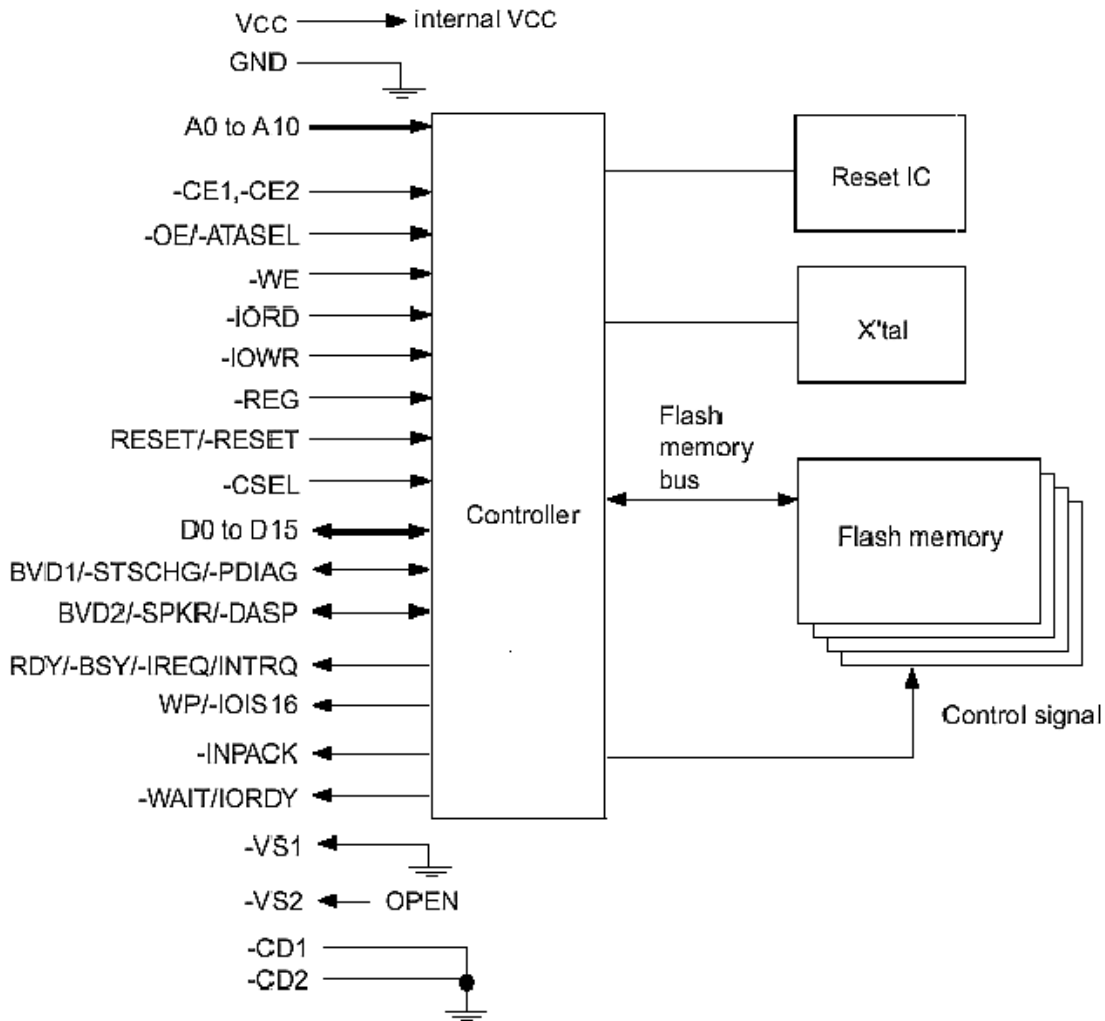 VCC
internal VCC
GND
A0 to A10
-CE1,-CE2
-OE/-ATASEL
-WE
-IORD
-IOWR
-REG
RESET/-RESET
-CSEL
D0 to D15
BVD1/-STSCHG/-PDIAG
BVD2/-SPKR/-DASP
RDY/-BSY/-IREQ/INTRQ
WP/-IOIS16
-INPACK
-WAIT/IORDY
-VS1
-VS2
OPEN
-CD1
-CD2
Controller
Reset IC
X'tal
Flash
memory
bus
Flash memory
Control signal